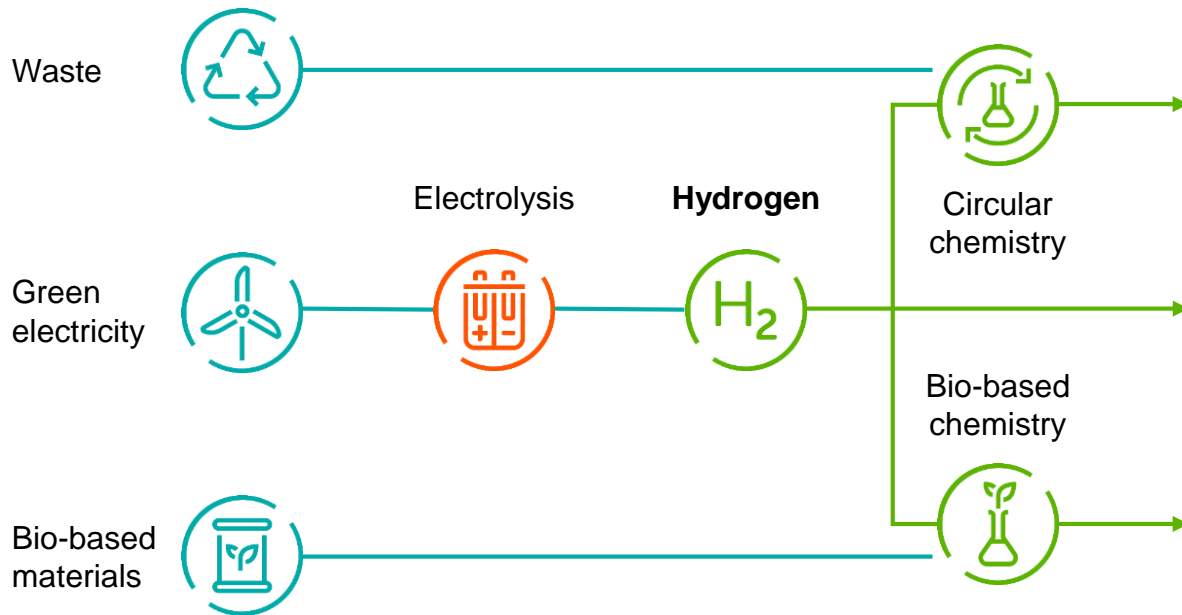 Waste
Electrolysis
Hydrogen
Circular
chemistry
Green
electricity
H2
Bio-based
chemistry
Bio-based
materials